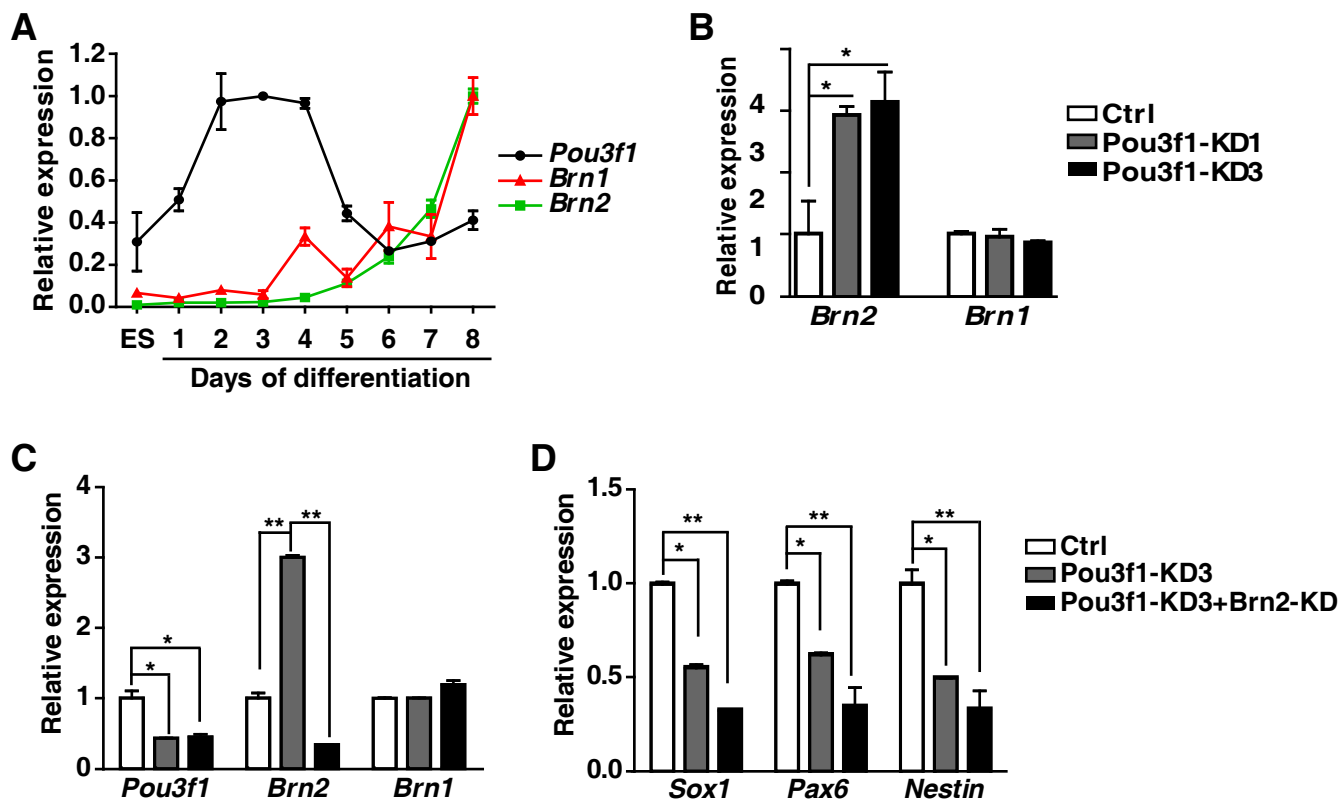 A
Relative expression
1.2
1.0
0.8
0.6
0.4
0.2
0.0
ES 1 2 3 4 5 6 7 8
Days of differentiation
Pou3f1
Brn1
Brn2
B
Relative expression
4
2
1
0
* *
Brn2 Brn1
Ctrl
Pou3f1-KD1
Pou3f1-KD3
C
Relative expression
4
3
2
1
0
* *
** **
Pou3f1 Brn2 Brn1
D
Relative expression
1.5
1.0
0.5
0.0
** ** **
* * *
Sox1 Pax6 Nestin
Ctrl
Pou3f1-KD3
Pou3f1-KD3+Brn2-KD